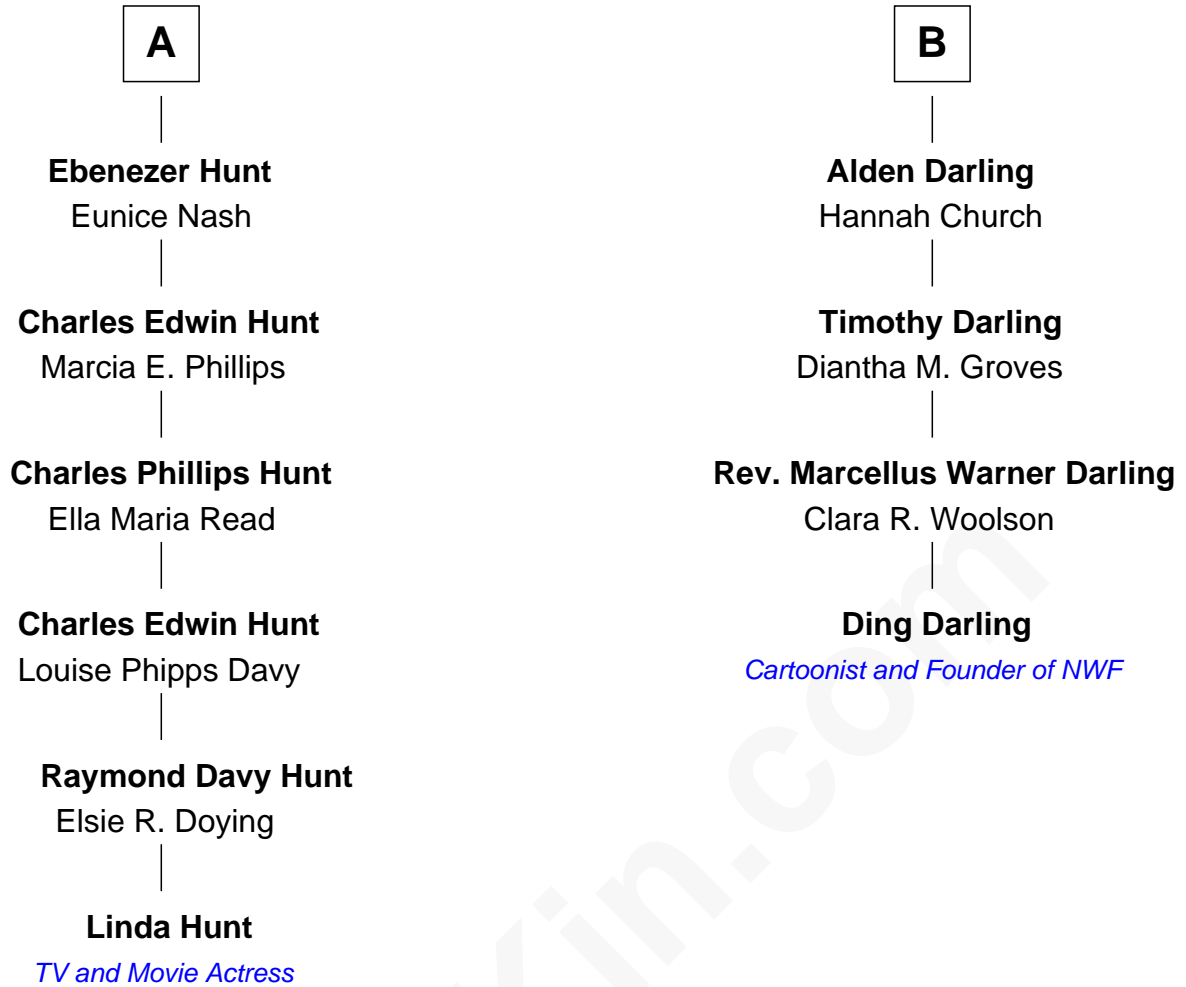 A
Ebenezer Hunt
Eunice Nash
Charles Edwin Hunt
Marcia E. Phillips
Charles Phillips Hunt
Ella Maria Read
Charles Edwin Hunt
Louise Phipps Davy
Raymond Davy Hunt
Elsie R. Doying
Linda Hunt
TV and Movie Actress
B
Alden Darling
Hannah Church
Timothy Darling
Diantha M. Groves
Rev. Marcellus Warner Darling
Clara R. Woolson
Ding Darling
Cartoonist and Founder of NWF